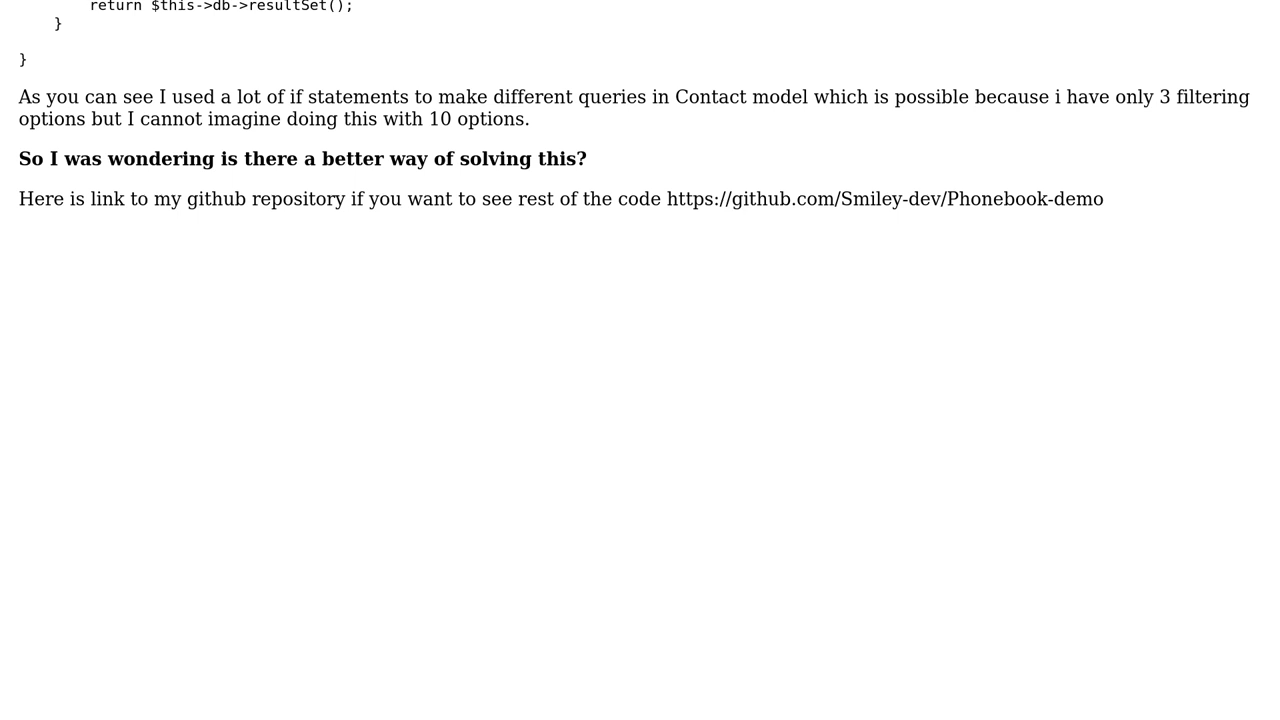 return $this->db->resultSet();
}
}
As you can see I used a lot of if statements to make different queries in Contact model which is possible because i have only 3 filtering
options but I cannot imagine doing this with 10 options.
So I was wondering is there a better way of solving this?
Here is link to my github repository if you want to see rest of the code https://github.com/Smiley-dev/Phonebook-demo